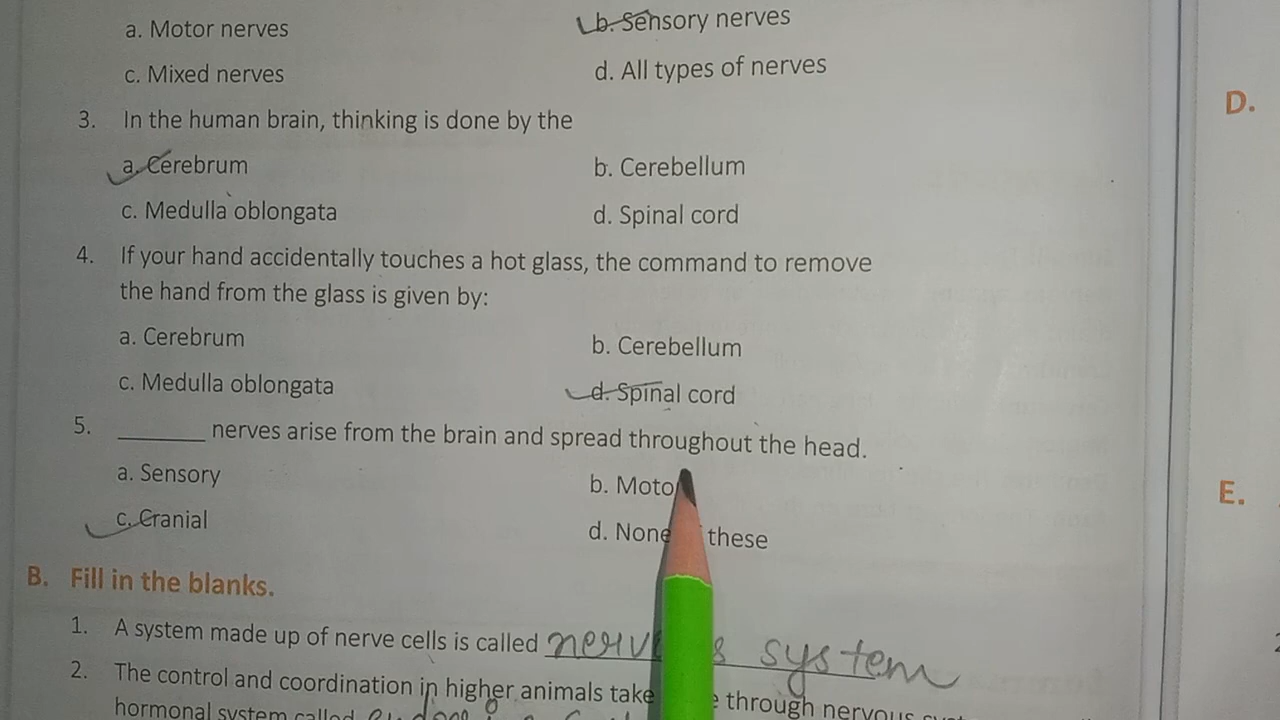 a. Motor nerves
b. Sensory nerves
c. Mixed nerves
d. All types of nerves
3. In the human brain, thinking is done by the
a. Cerebrum
b. Cerebellum
c. Medulla oblongata
d. Spinal cord
4. If your hand accidentally touches a hot glass, the command to remove
the hand from the glass is given by:
a. Cerebrum
b. Cerebellum
c. Medulla oblongata
d. Spinal cord
5. _______ nerves arise from the brain and spread throughout the head.
a. Sensory
b. Moto
c. Cranial
d. None these
B. Fill in the blanks.
1. A system made up of nerve cells is called system
2. The control and coordination in higher animals take through nervous
hormonal system called
D.
E.